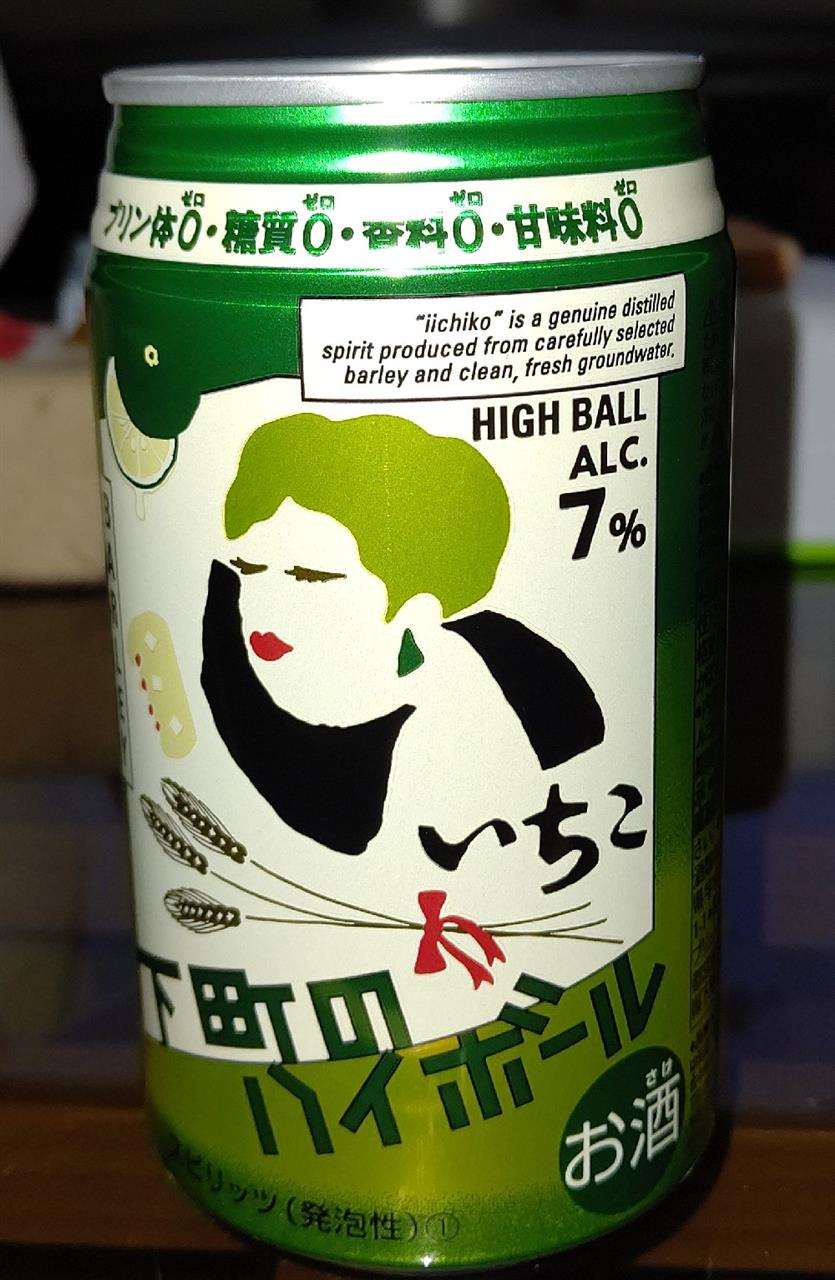 プリン体0ゼロ・糖質0ゼロ・香料0ゼロ・甘味料0ゼロ
"iichiko" is a genuine distilled
spirit produced from carefully selected
barley and clean, fresh groundwater.
HIGH BALL
ALC.
7%
BARLEY
いいちこ
下町の
ハイボール
お酒さけ
スピリッツ(発泡性)①